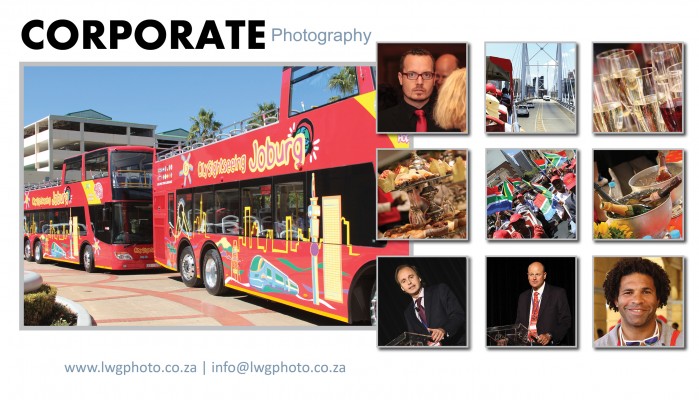 CORPORATE Photography
City Sightseeing Joburg
City Sightseeing Joburg
www.lwgphoto.co.za | info@lwgphoto.co.za